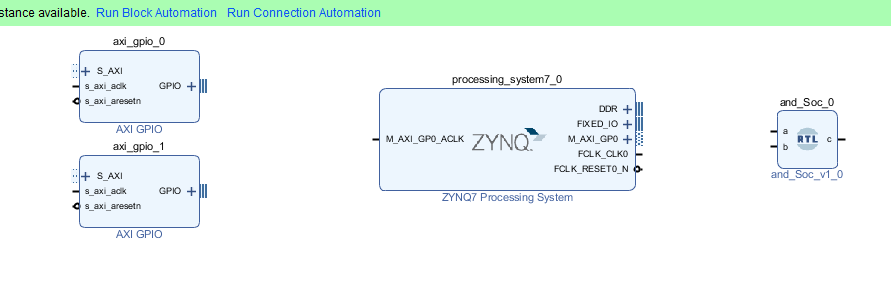 stance available. Run Block Automation Run Connection Automation
axi_gpio_0
S_AXI
s_axi_aclk
s_axi_aresetn
GPIO
AXI GPIO
axi_gpio_1
S_AXI
s_axi_aclk
s_axi_aresetn
GPIO
AXI GPIO
processing_system7_0
M_AXI_GP0_ACLK
ZYNQ
DDR
FIXED_IO
M_AXI_GP0
FCLK_CLK0
FCLK_RESET0_N
ZYNQ7 Processing System
and_Soc_0
a
b
RTL
c
and_Soc_v1_0